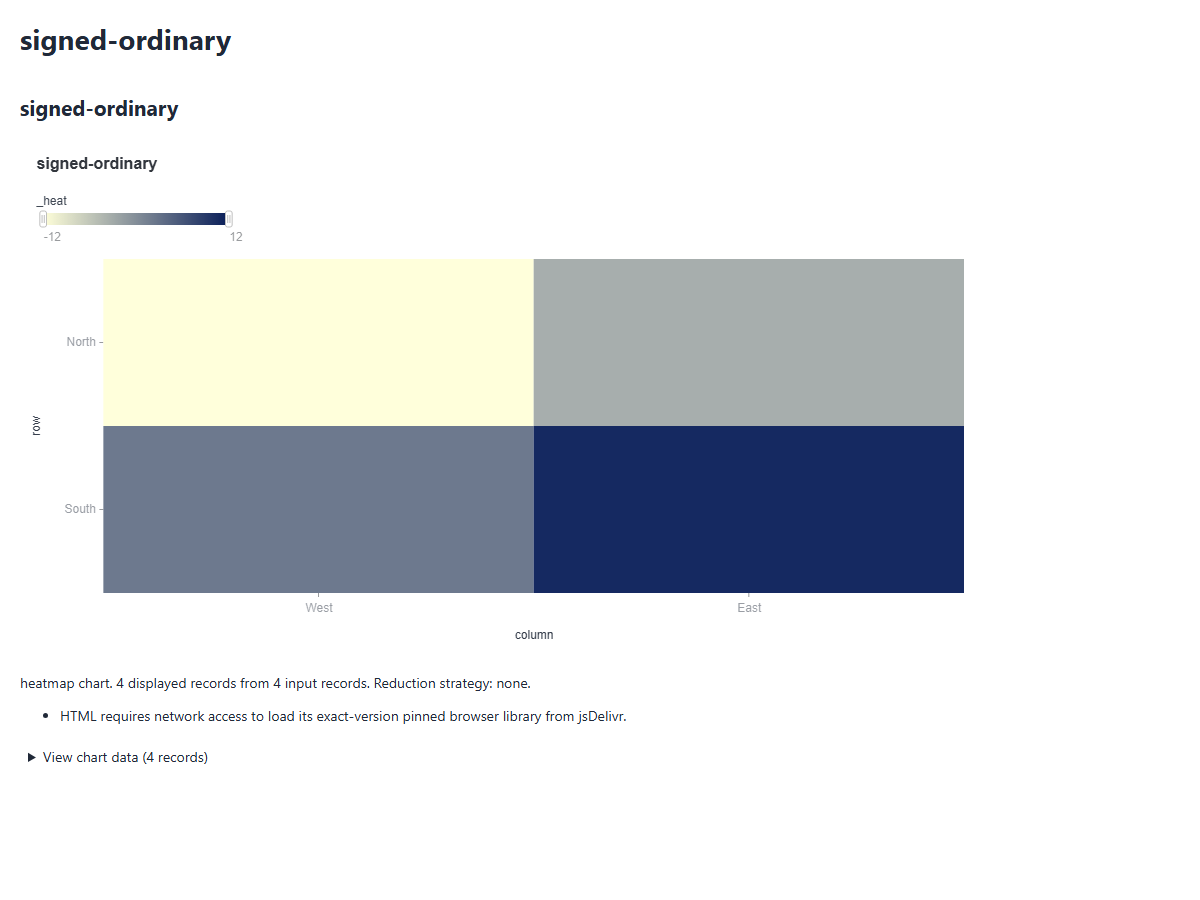 signed-ordinary
signed-ordinary
signed-ordinary
_heat
-12 12
North
row
South
West East
column
heatmap chart. 4 displayed records from 4 input records. Reduction strategy: none.
• HTML requires network access to load its exact-version pinned browser library from jsDelivr.
▶ View chart data (4 records)